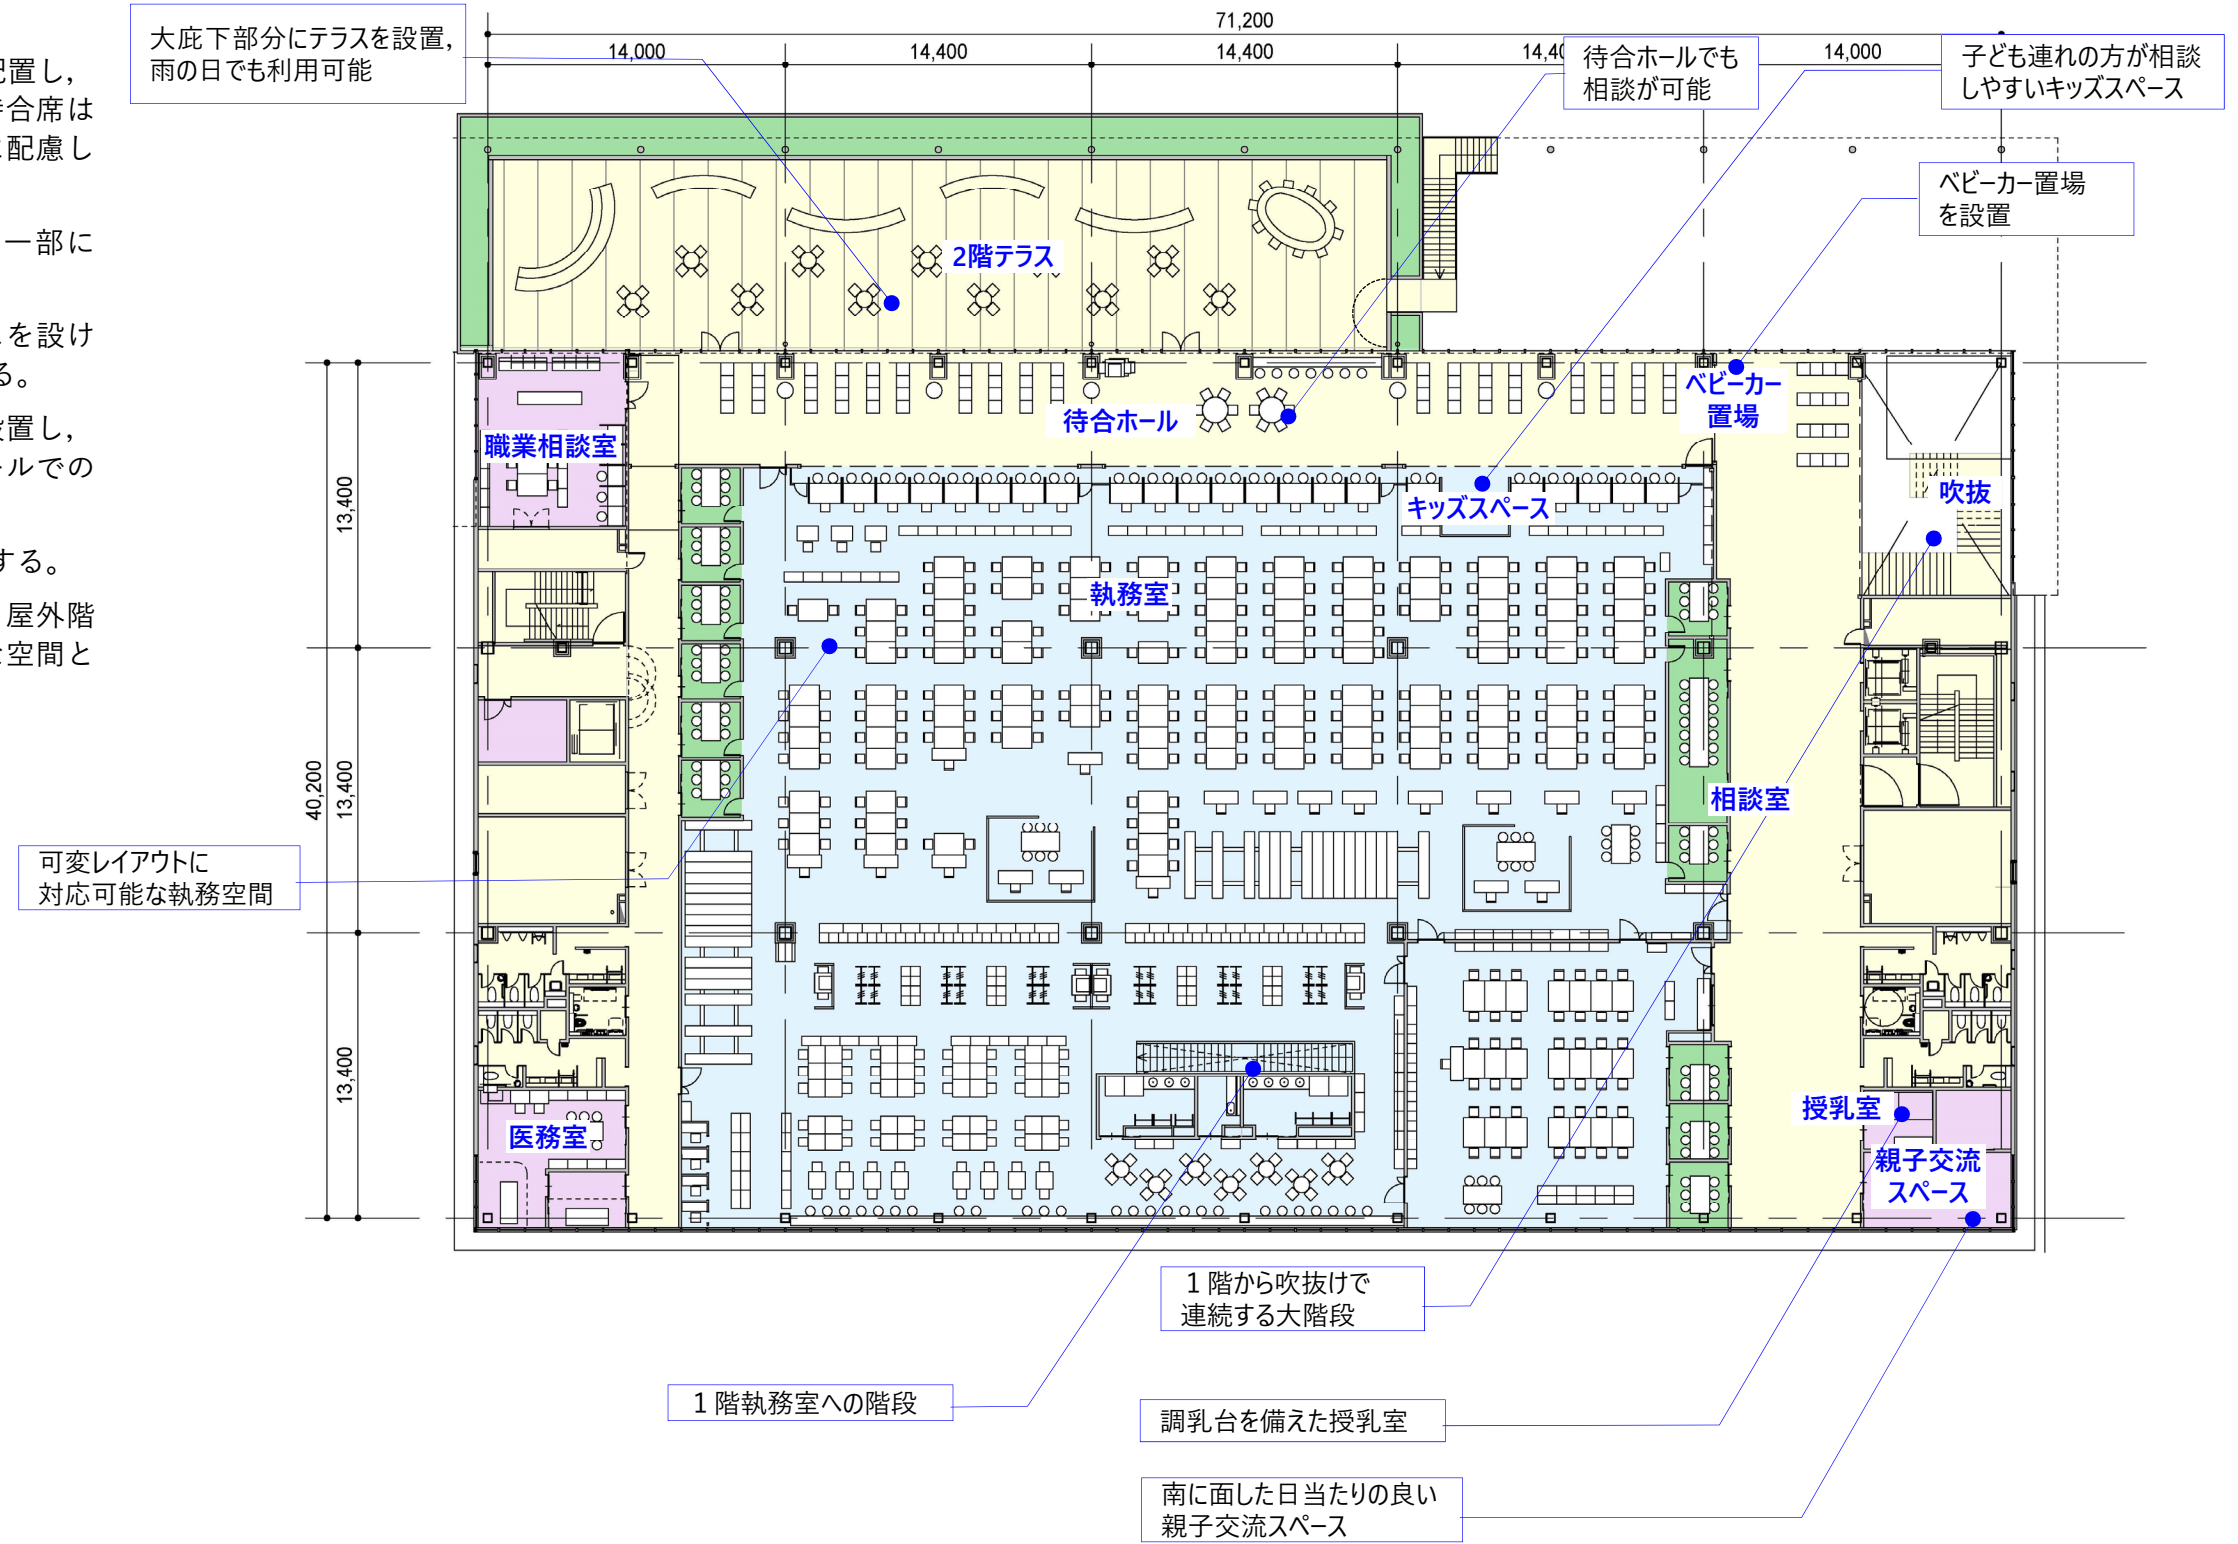 71,200
14,000
14,400
14,400
14,40
14,000
大庇下部分にテラスを設置,
雨の日でも利用可能
待合ホールでも
相談が可能
子ども連れの方が相談
しやすいキッズスペース
ベビーカー置場
を設置
配置し,
待合席は
配慮し
一部に
を設け
る。
置し,
ールでの
する。
屋外階
空間と
2階テラス
待合ホール
ベビーカー
置場
職業相談室
キッズスペース
吹抜
執務室
相談室
医務室
授乳室
親子交流
スペース
13,400
13,400
13,400
40,200
可変レイアウトに
対応可能な執務空間
1階から吹抜けで
連続する大階段
1階執務室への階段
調乳台を備えた授乳室
南に面した日当たりの良い
親子交流スペース